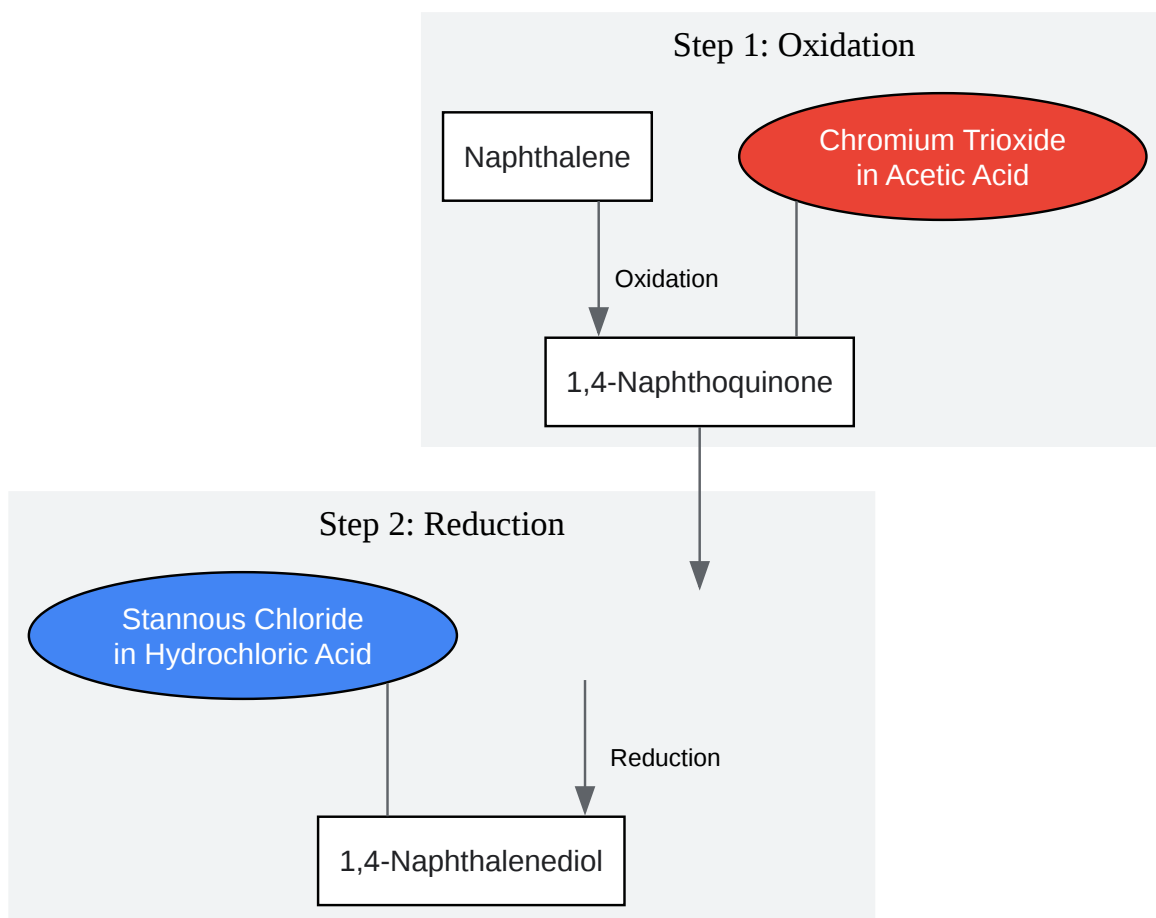 Step 1: Oxidation
Naphthalene
Chromium Trioxide
in Acetic Acid
Oxidation
1,4-Naphthoquinone
Step 2: Reduction
Stannous Chloride
in Hydrochloric Acid
Reduction
1,4-Naphthalenediol